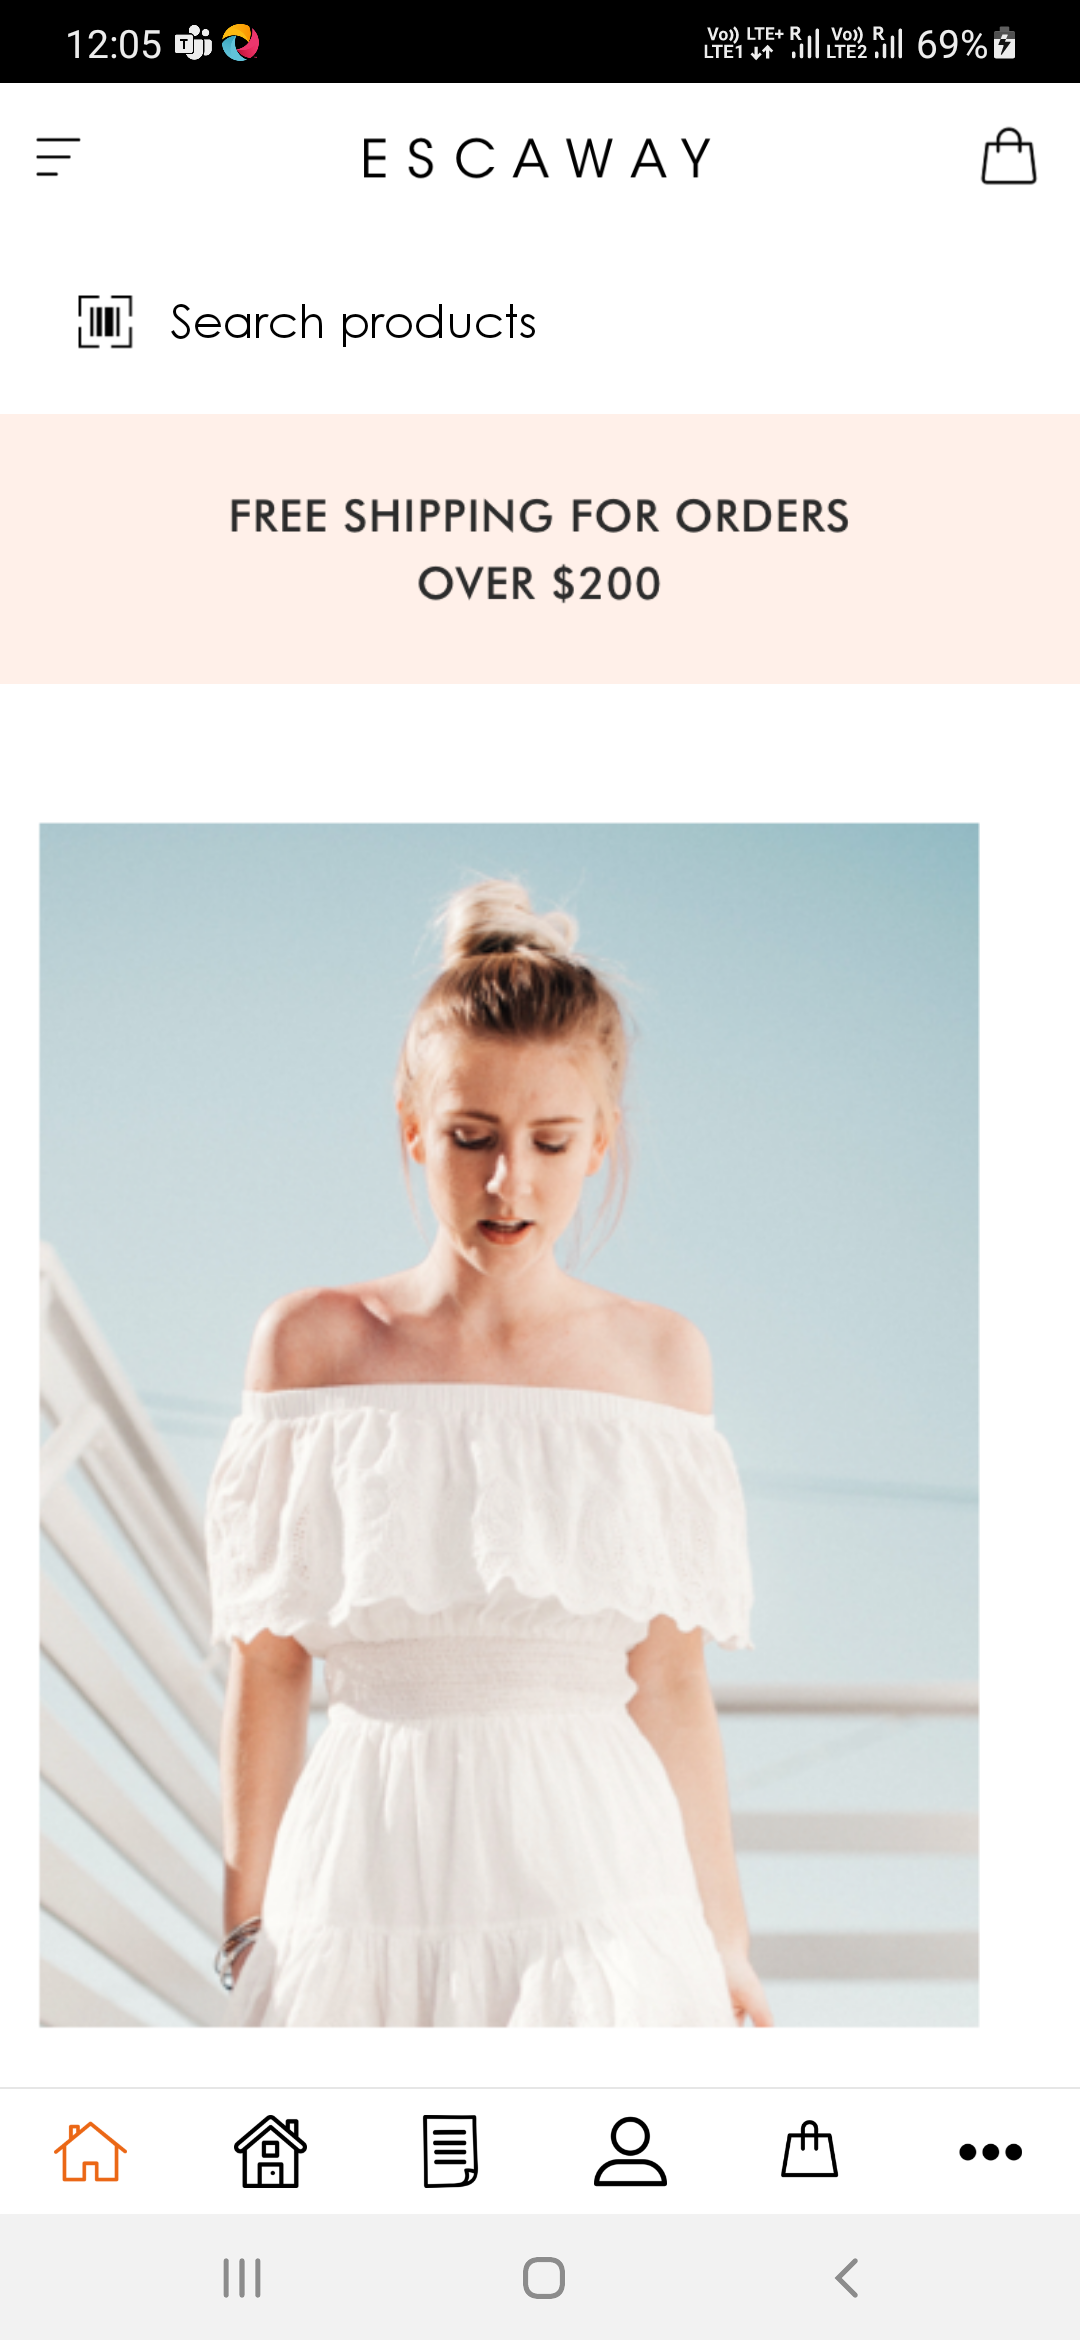 12:05
Vo)) LTE+ R Vo)) R 69%
LTE1 LTE2
ESCAWAY
Search products
FREE SHIPPING FOR ORDERS
OVER $200